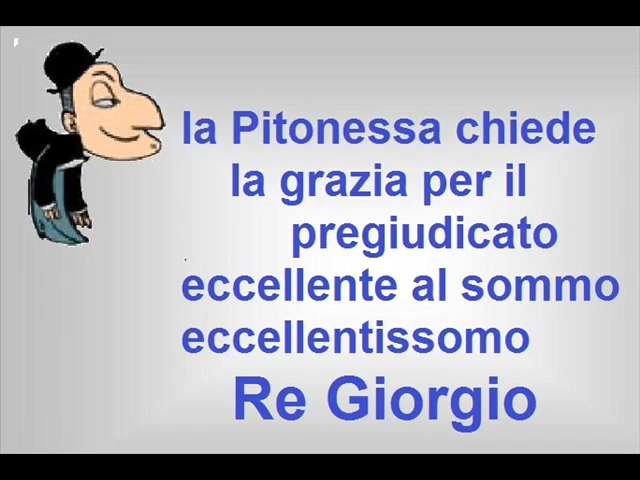 la Pitonessa chiede
la grazia per il
pregiudicato
eccellente al sommo
eccellentissomo
Re Giorgio